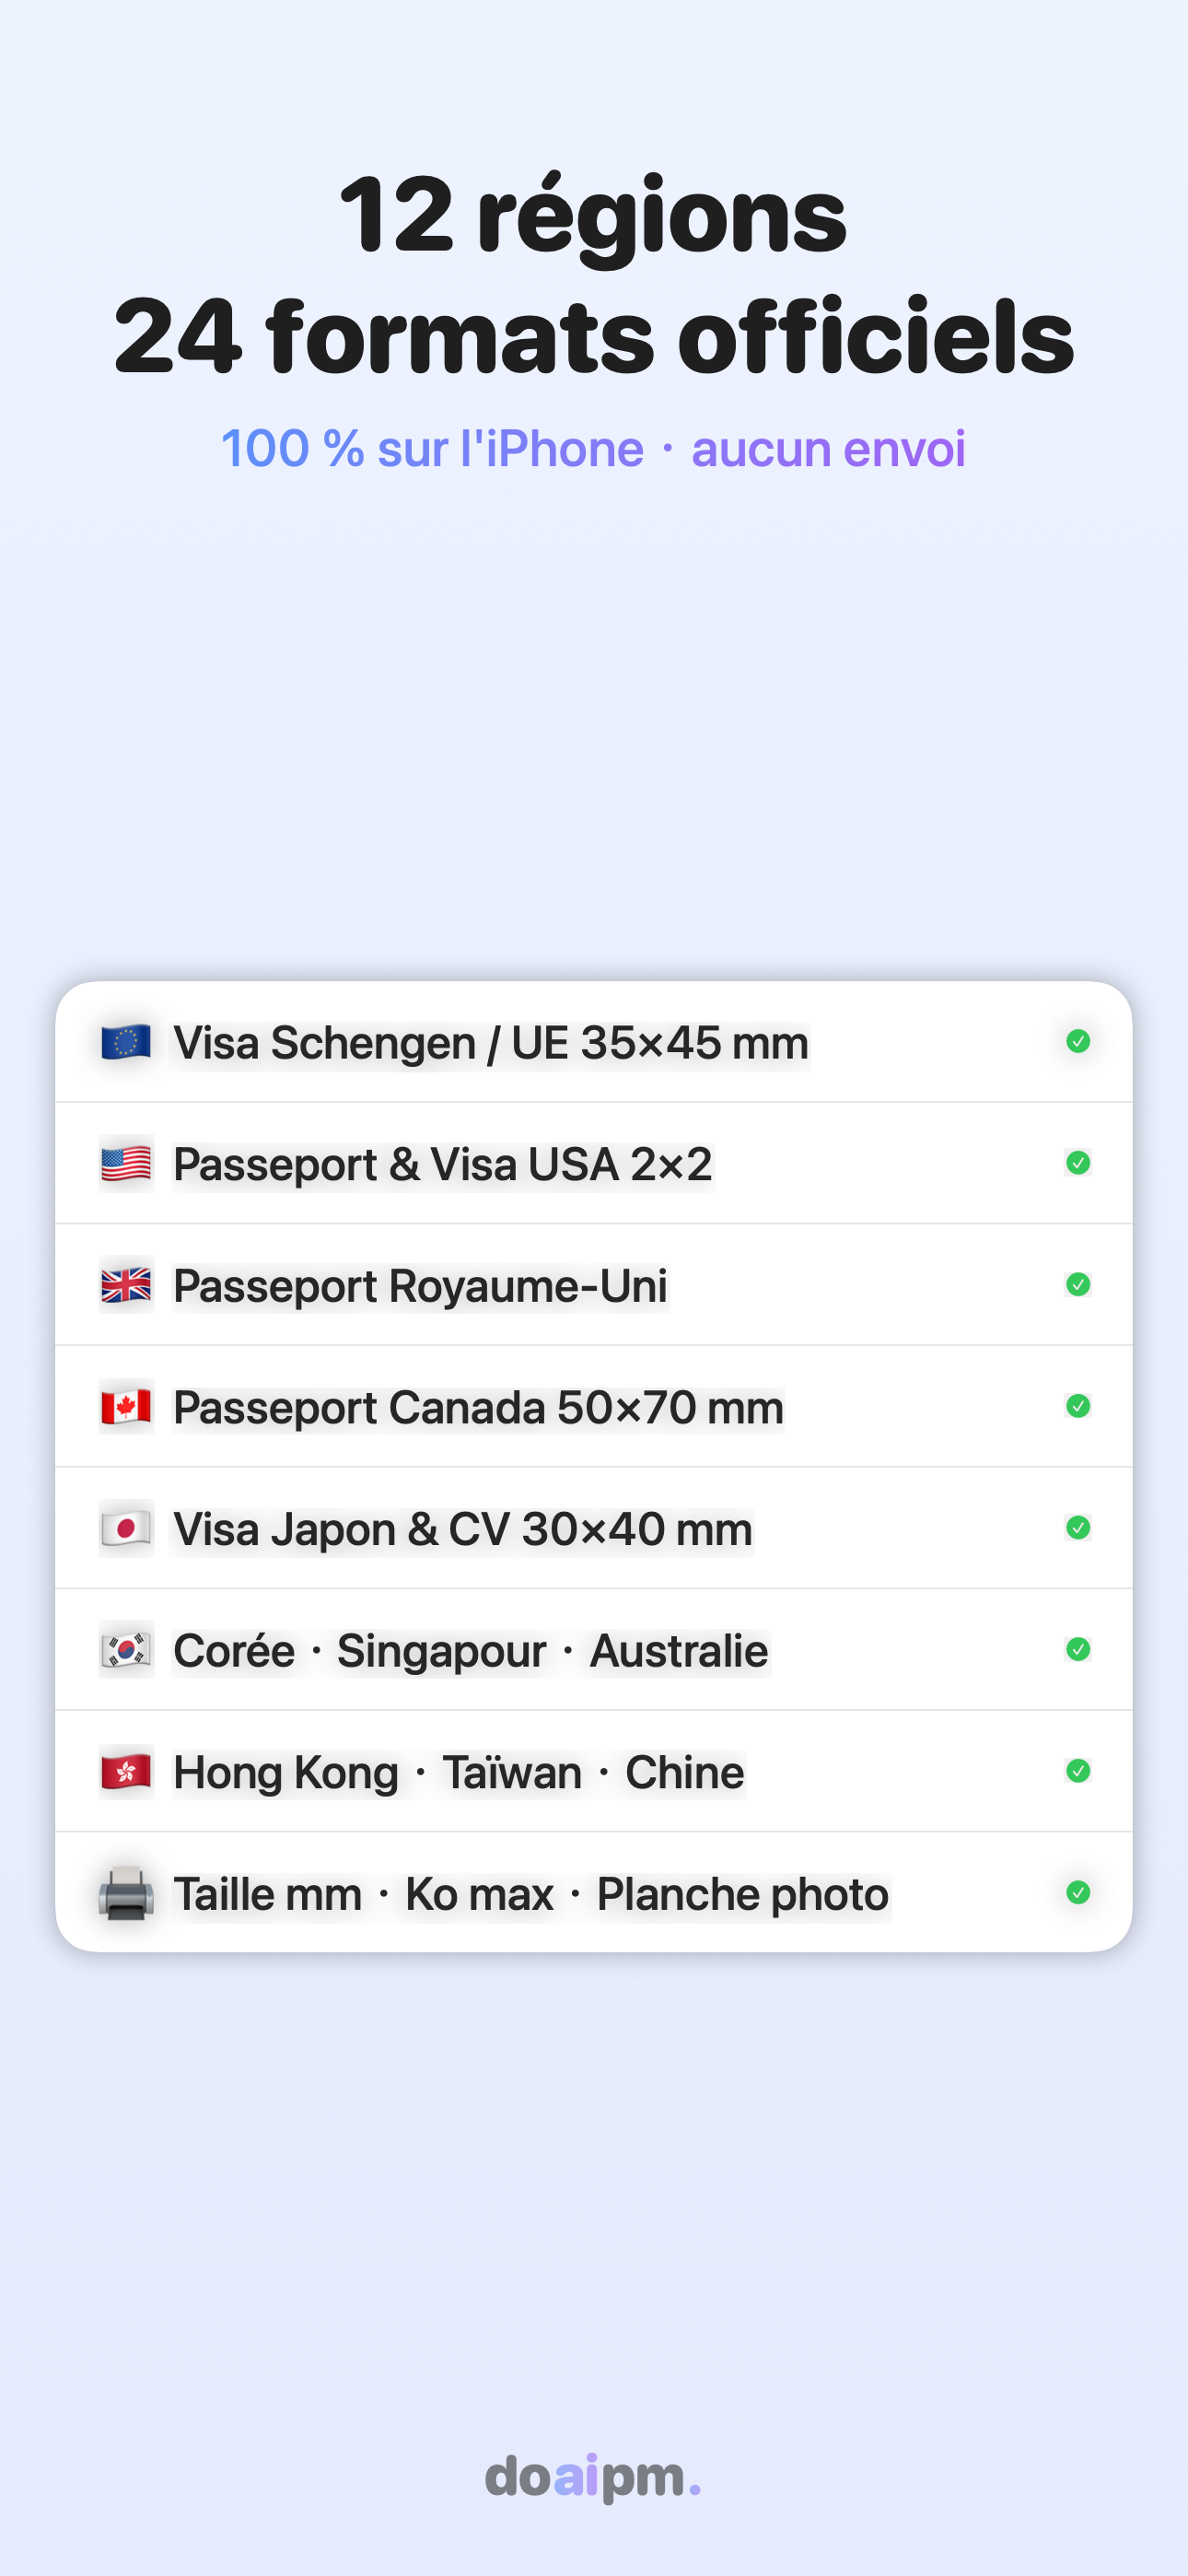 12 régions
24 formats officiels
100 % sur l'iPhone · aucun envoi
Visa Schengen / UE 35×45 mm
Passeport & Visa USA 2×2
Passeport Royaume-Uni
Passeport Canada 50×70 mm
Visa Japon & CV 30×40 mm
Corée · Singapour · Australie
Hong Kong · Taïwan · Chine
Taille mm · Ko max · Planche photo
doaipm.